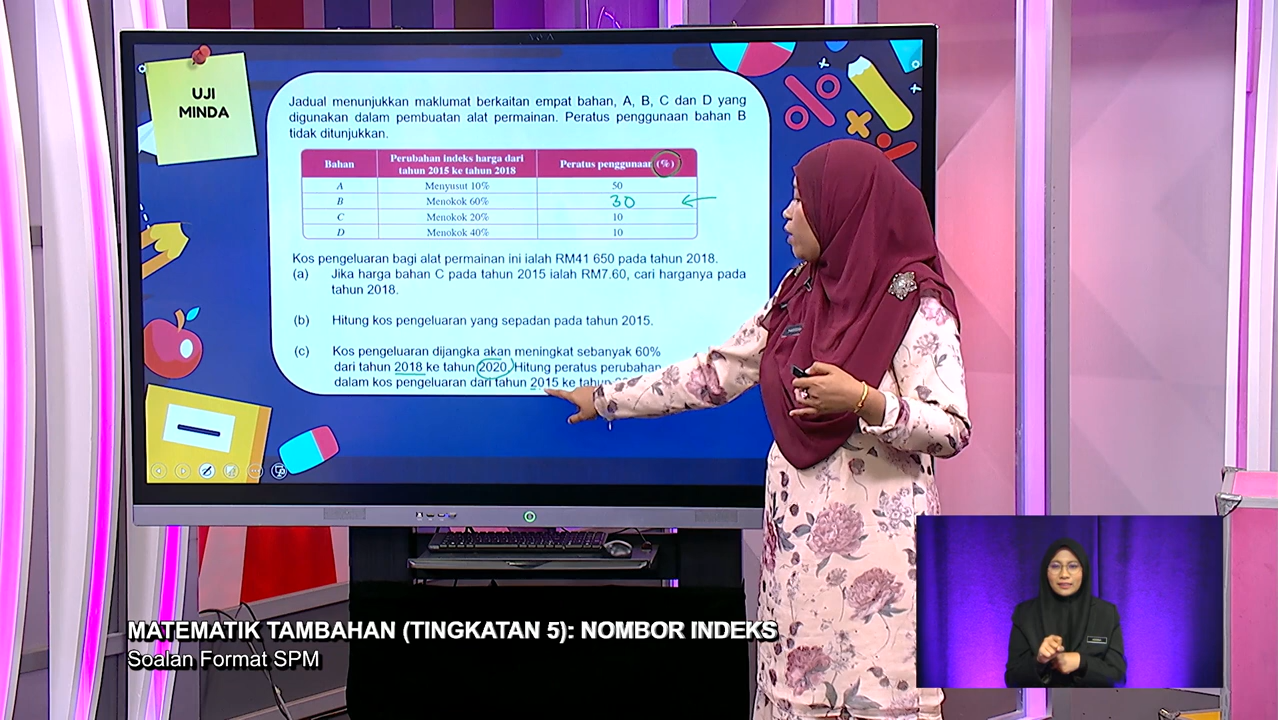 UJI
MINDA
Jadual menunjukkan maklumat berkaitan empat bahan, A, B, C dan D yang
digunakan dalam pembuatan alat permainan. Peratus penggunaan bahan B
tidak ditunjukkan.
Bahan Perubahan indeks harga dari tahun 2015 ke tahun 2018 Peratus penggunaan (%)
A Menyusut 10% 50
B Menokok 60% 30
C Menokok 20% 10
D Menokok 40% 10
Kos pengeluaran bagi alat permainan ini ialah RM41 650 pada tahun 2018.
(a) Jika harga bahan C pada tahun 2015 ialah RM7.60, cari harganya pada
tahun 2018.
(b) Hitung kos pengeluaran yang sepadan pada tahun 2015.
(c) Kos pengeluaran dijangka akan meningkat sebanyak 60%
dari tahun 2018 ke tahun 2020 Hitung peratus perubahan
dalam kos pengeluaran dari tahun 2015 ke tahun
MATEMATIK TAMBAHAN (TINGKATAN 5): NOMBOR INDEKS
Soalan Format SPM